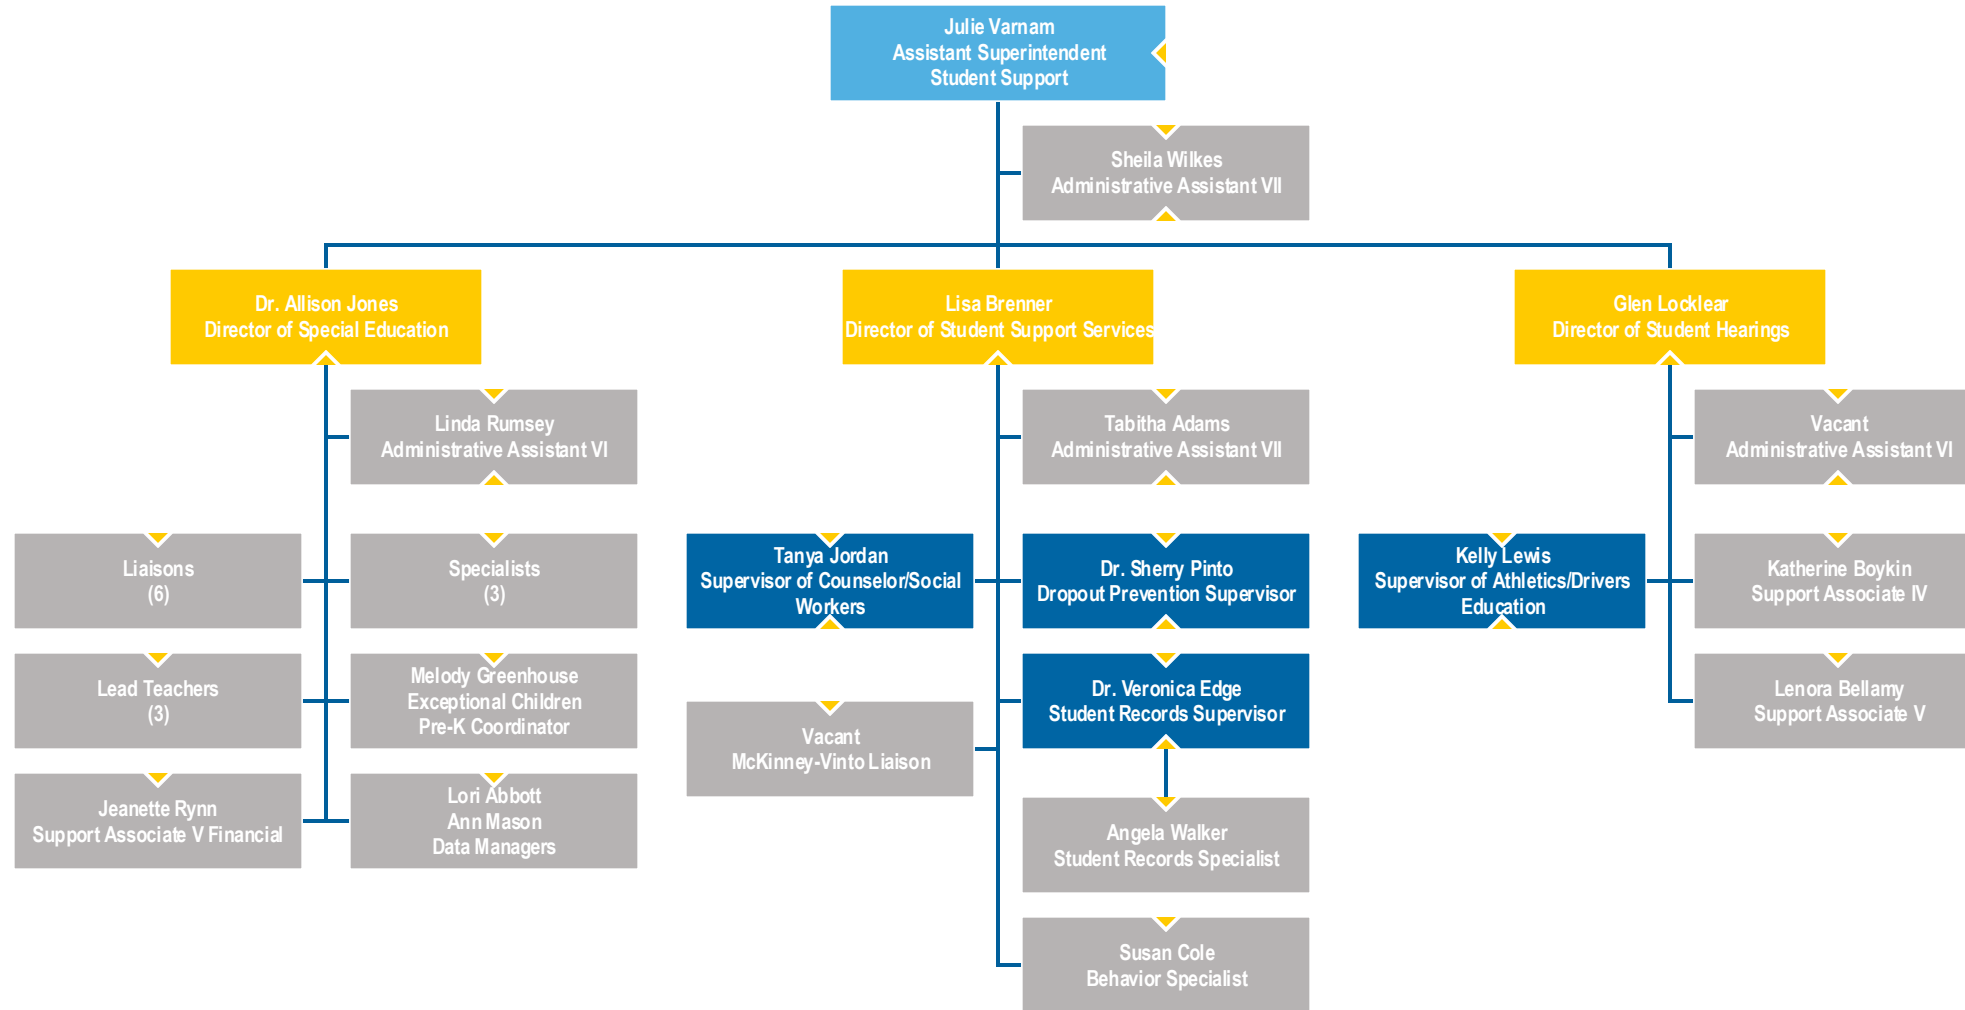 Julie Varnam
Assistant Superintendent
Student Support
Sheila Wilkes
Administrative Assistant VII
Dr. Allison Jones
Director of Special Education
Lisa Brenner
Director of Student Support Services
Glen Locklear
Director of Student Hearings
Linda Rumsey
Administrative Assistant VI
Tabitha Adams
Administrative Assistant VII
Vacant
Administrative Assistant VI
Liaisons
(6)
Specialists
(3)
Tanya Jordan
Supervisor of Counselor/Social
Workers
Dr. Sherry Pinto
Dropout Prevention Supervisor
Kelly Lewis
Supervisor of Athletics/Drivers
Education
Katherine Boykin
Support Associate IV
Lead Teachers
(3)
Melody Greenhouse
Exceptional Children
Pre-K Coordinator
Vacant
McKinney-Vinto Liaison
Dr. Veronica Edge
Student Records Supervisor
Lenora Bellamy
Support Associate V
Jeanette Rynn
Support Associate V Financial
Lori Abbott
Ann Mason
Data Managers
Angela Walker
Student Records Specialist
Susan Cole
Behavior Specialist